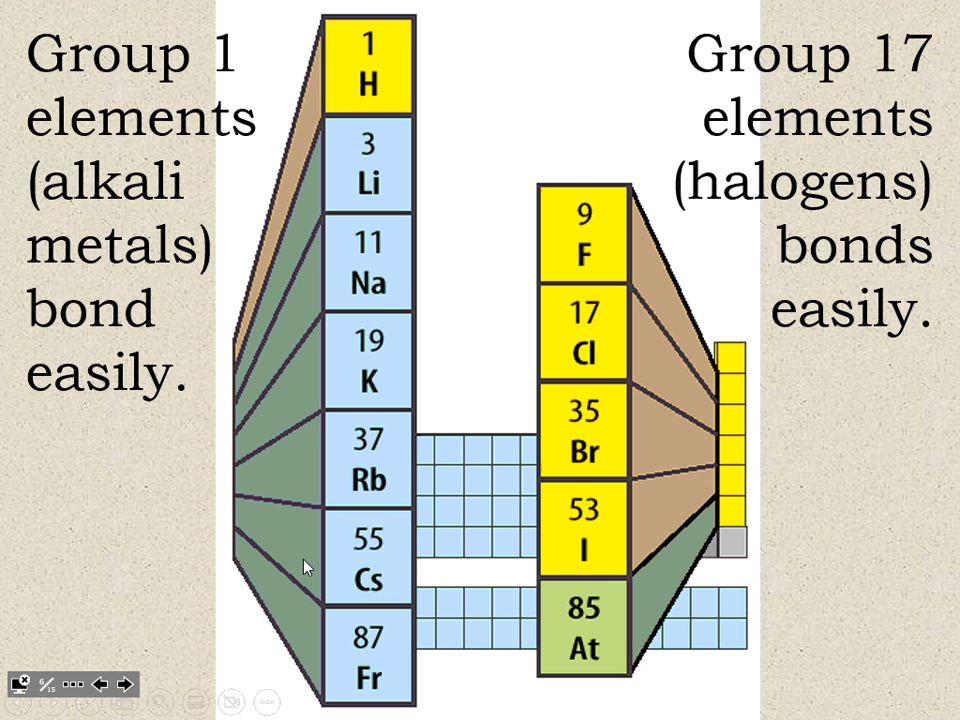 Group 1
elements
(alkali
metals)
bond
easily.
1
H
3
Li
11
Na
19
K
37
Rb
55
Cs
87
Fr
9
F
17
Cl
35
Br
53
I
85
At
Group 17
elements
(halogens)
bonds
easily.
6/15